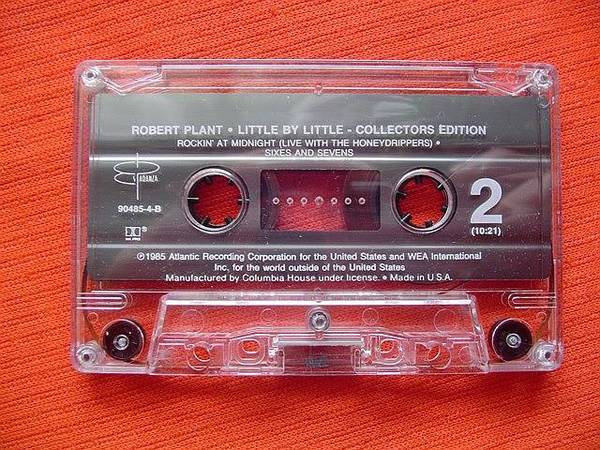 ROBERT PLANT • LITTLE BY LITTLE - COLLECTORS EDITION
ROCKIN' AT MIDNIGHT (LIVE WITH THE HONEYDRIPPERS) •
SIXES AND SEVENS
ESPARANZA
90485-4-B
2
(10:21)
℗1985 Atlantic Recording Corporation for the United States and WEA International
Inc. for the world outside of the United States
Manufactured by Columbia House under license. • Made in U.S.A.